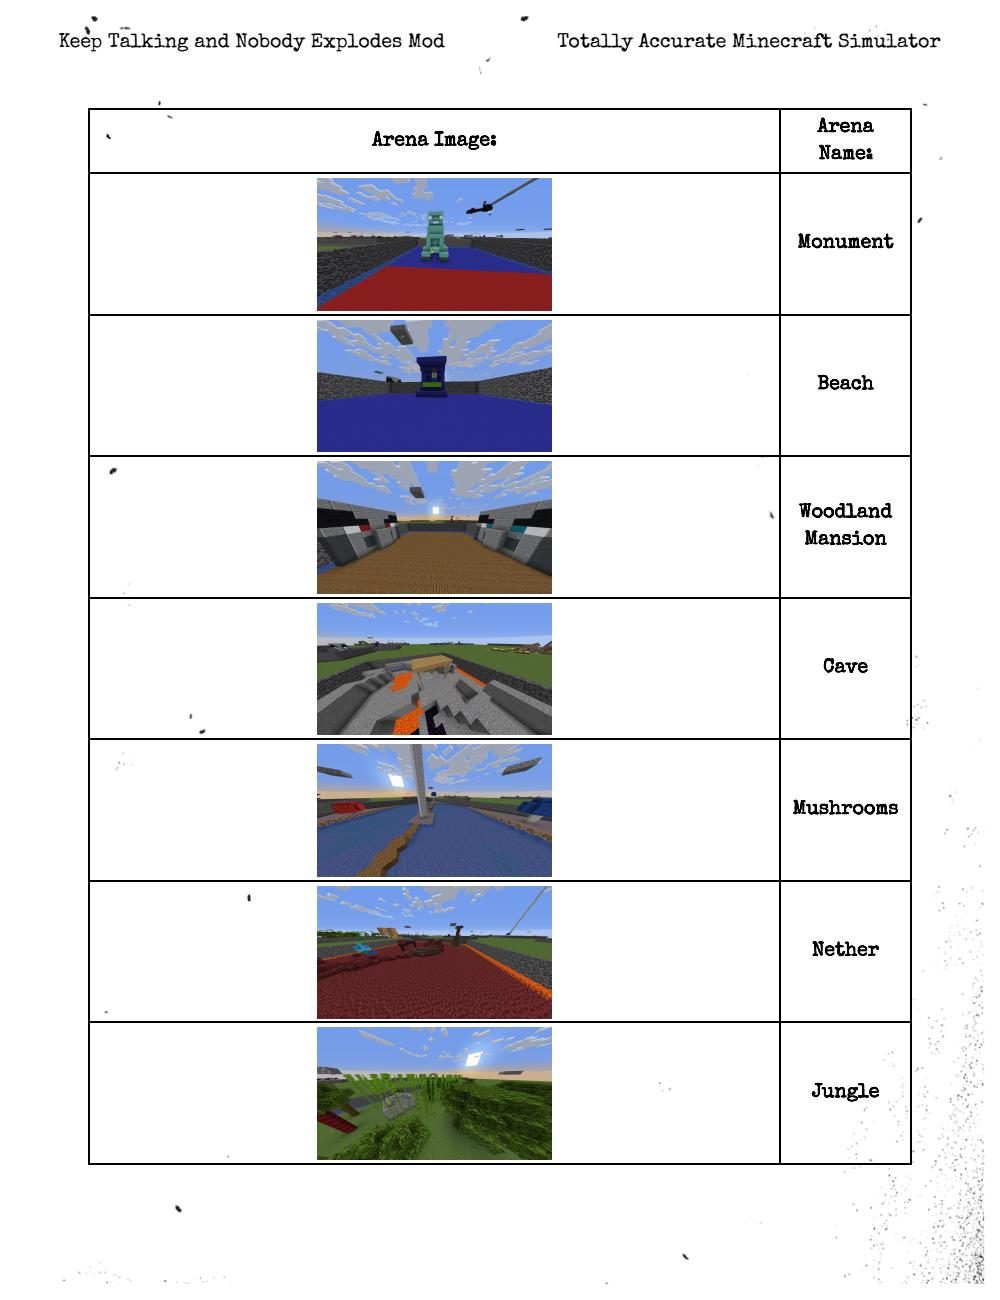 Keep Talking and Nobody Explodes Mod
Totally Accurate Minecraft Simulator
Arena Image:
Arena
Name:
Monument
Beach
Woodland
Mansion
Cave
Mushrooms
Nether
Jungle